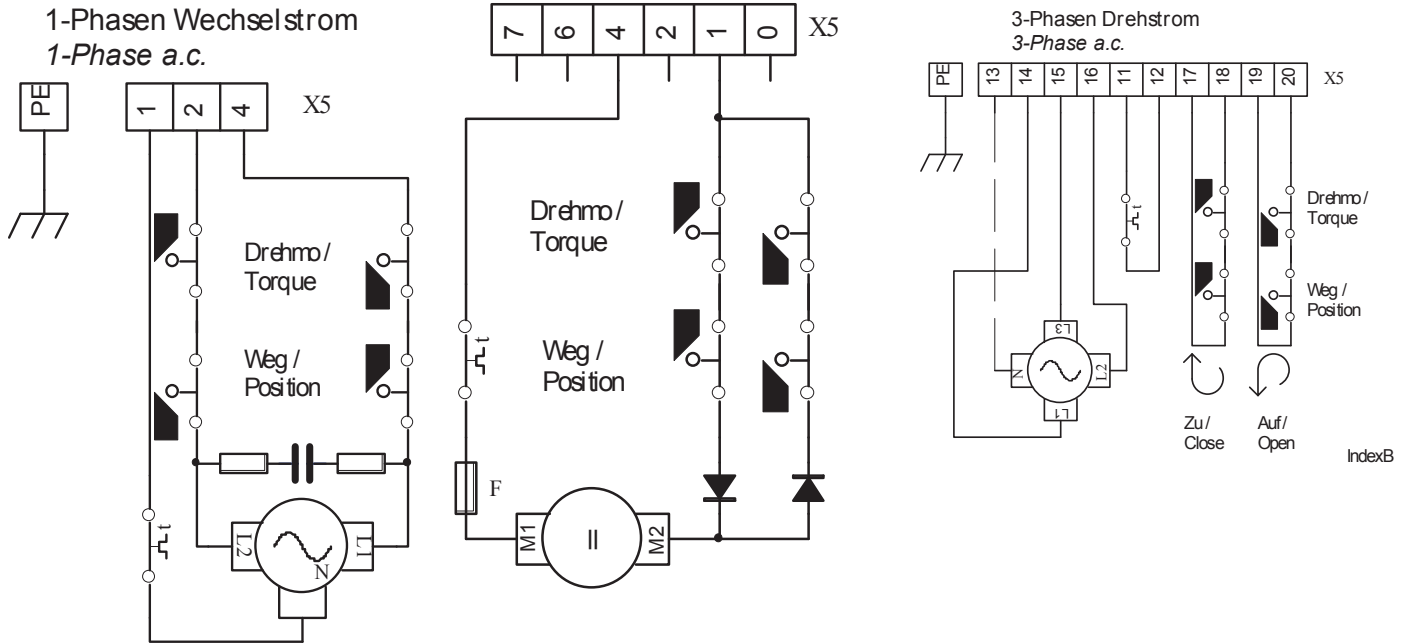 1-Phasen Wechselstrom
1-Phase a.c.
PE
1 2 4 X5
Drehmo/
Torque
Weg /
Position
t
L2 N L1
7 6 4 2 1 0 X5
Drehmo/
Torque
t
Weg /
Position
F
M1 II M2
3-Phasen Drehstrom
3-Phase a.c.
PE
13 14 15 16 11 12 17 18 19 20 X5
Drehmo/
Torque
t
Weg /
Position
L3
N L2
L1
Zu /
Close
Auf /
Open
IndexB